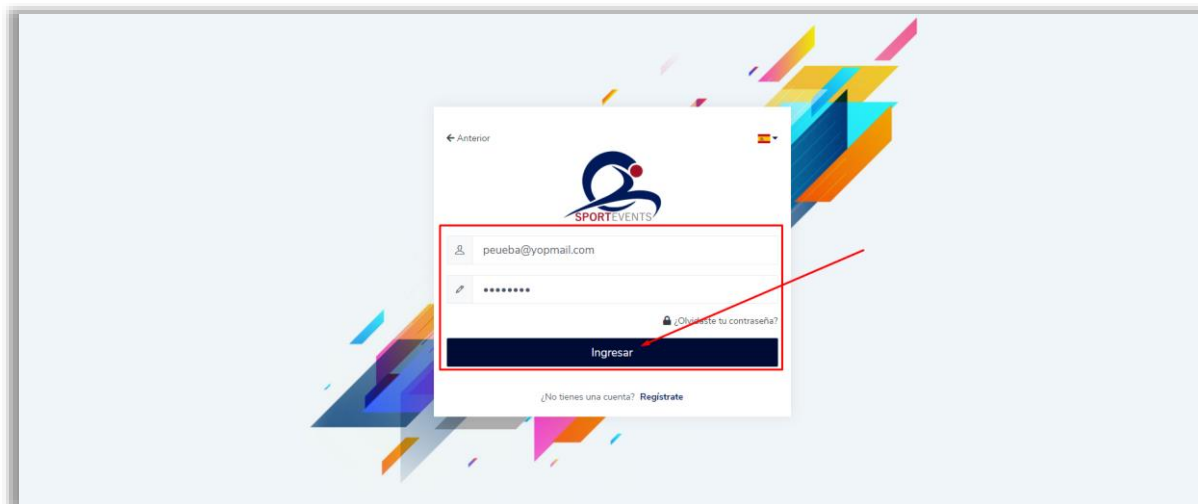 Anterior
SPORTEVENTS
peueba@yopmail.com
••••••••
¿Olvidaste tu contraseña?
Ingresar
¿No tienes una cuenta? Regístrate